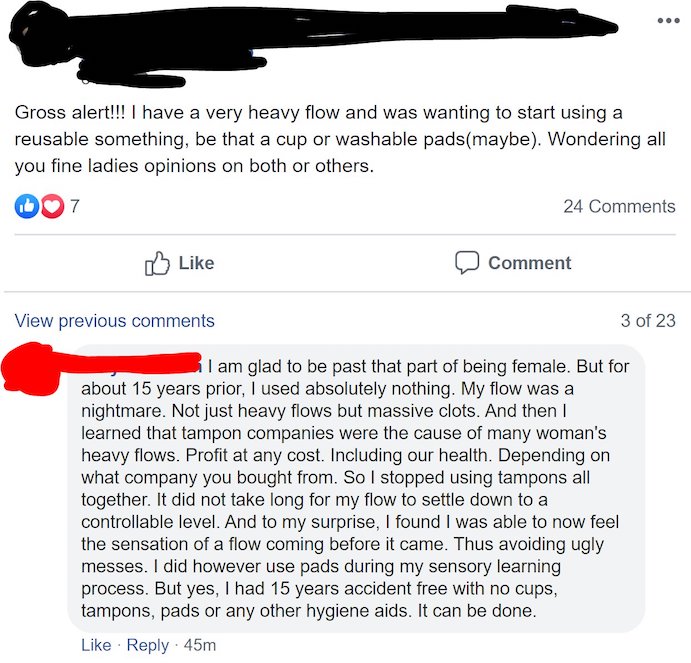 Gross alert!!! I have a very heavy flow and was wanting to start using a
reusable something, be that a cup or washable pads(maybe). Wondering all
you fine ladies opinions on both or others.
7
24 Comments
Like
Comment
View previous comments
3 of 23
I am glad to be past that part of being female. But for
about 15 years prior, I used absolutely nothing. My flow was a
nightmare. Not just heavy flows but massive clots. And then I
learned that tampon companies were the cause of many woman's
heavy flows. Profit at any cost. Including our health. Depending on
what company you bought from. So I stopped using tampons all
together. It did not take long for my flow to settle down to a
controllable level. And to my surprise, I found I was able to now feel
the sensation of a flow coming before it came. Thus avoiding ugly
messes. I did however use pads during my sensory learning
process. But yes, I had 15 years accident free with no cups,
tampons, pads or any other hygiene aids. It can be done.
Like · Reply · 45m